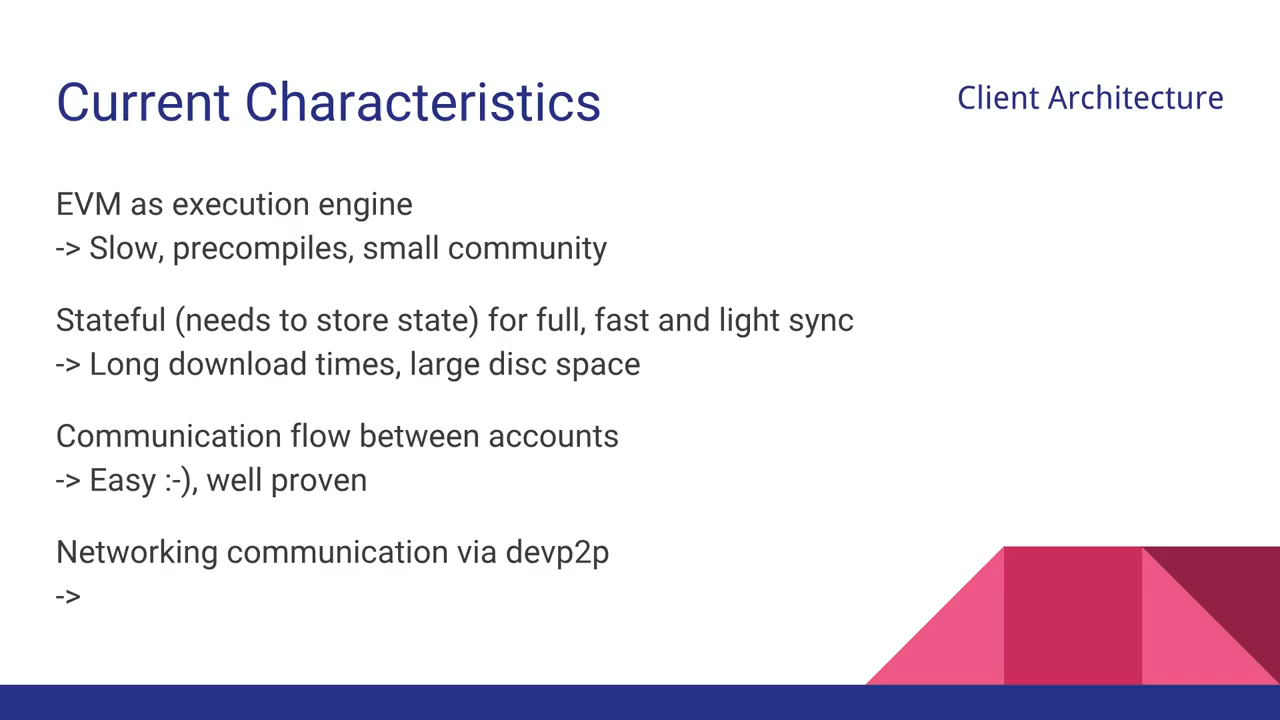 Current Characteristics
Client Architecture
EVM as execution engine
-> Slow, precompiles, small community
Stateful (needs to store state) for full, fast and light sync
-> Long download times, large disc space
Communication flow between accounts
-> Easy :-), well proven
Networking communication via devp2p
->